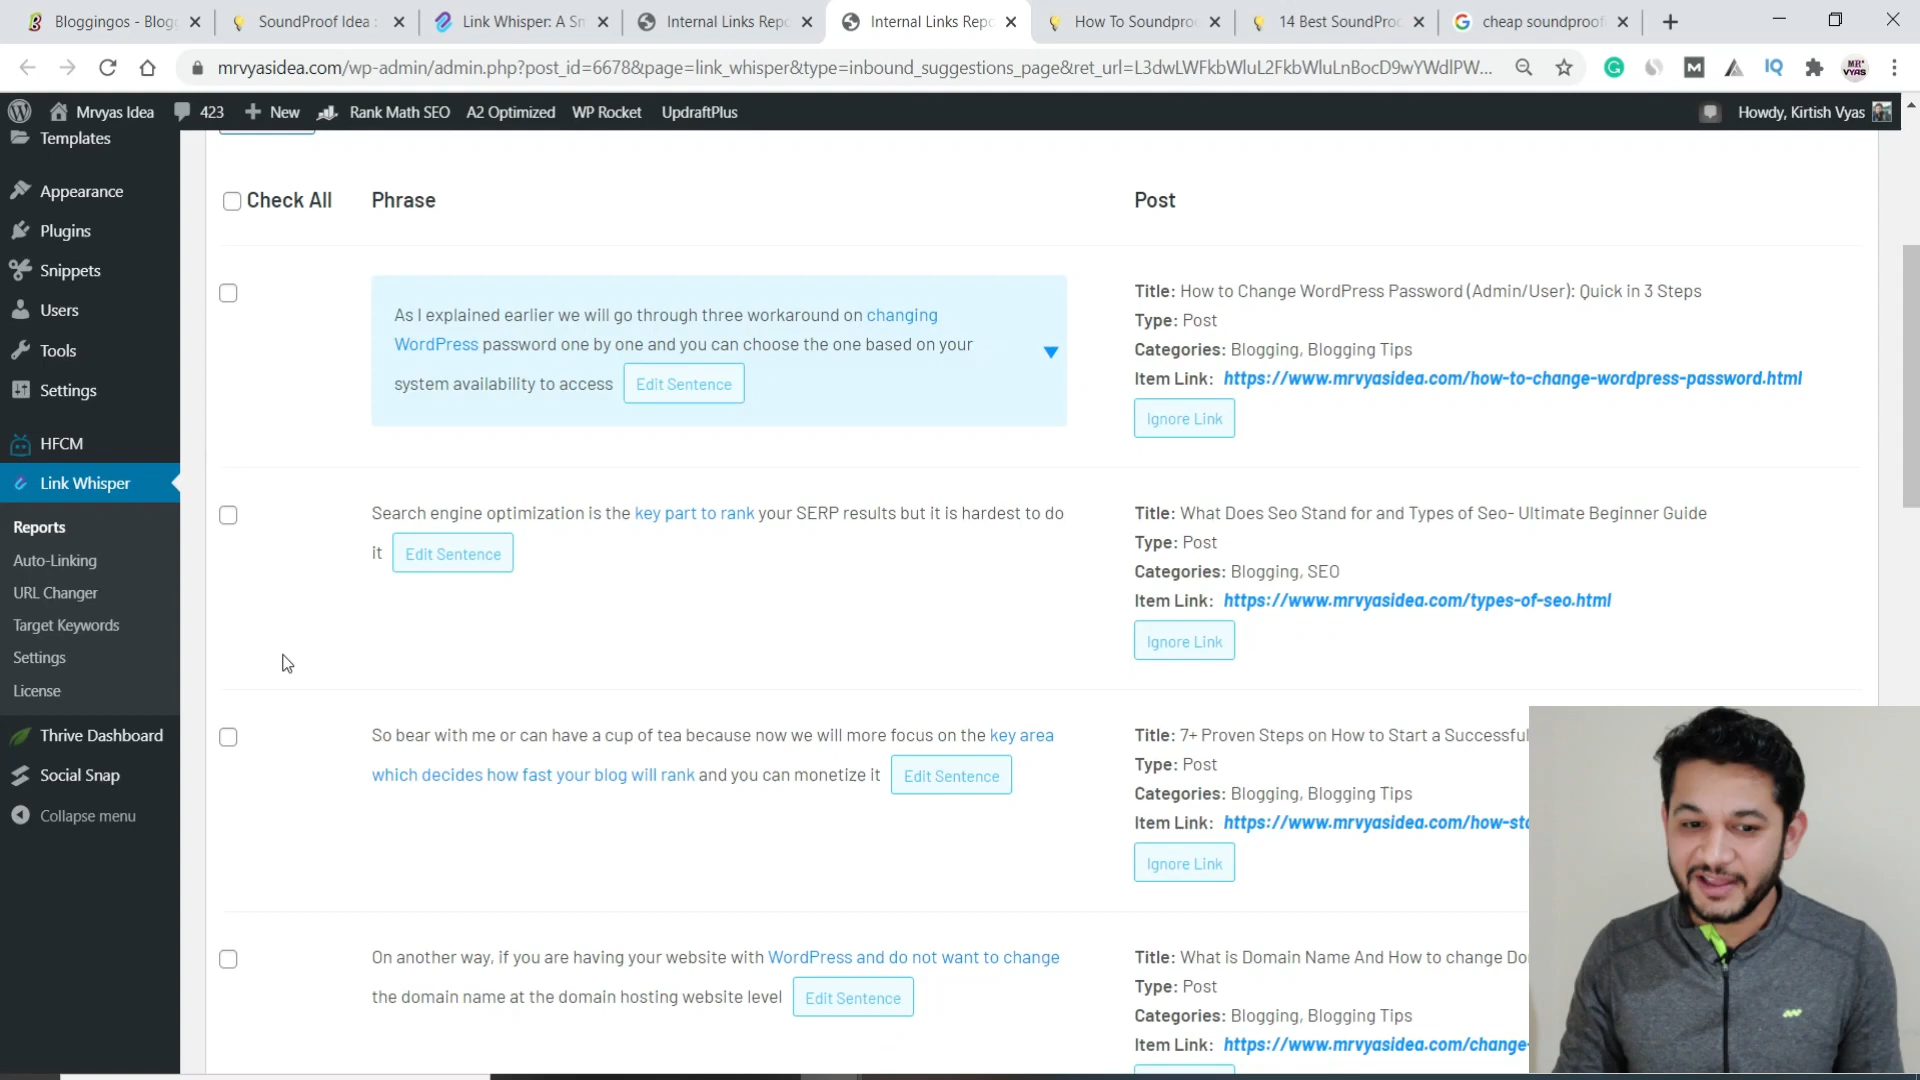 Bloggingos - Blogg
SoundProof Idea :
Link Whisper: A Sm
Internal Links Repo
Internal Links Repo
How To Soundpro
14 Best SoundProo
cheap soundproofi
mrvyasidea.com/wp-admin/admin.php?post_id=6678&page=link_whisper&type=inbound_suggestions_page&ret_url=L3dwLWFkbWluL2FkbWluLnBocD9wYWdlPW...
Mrvyas Idea
423
New
Rank Math SEO
A2 Optimized
WP Rocket
UpdraftPlus
Howdy, Kirtish Vyas
Templates
Appearance
Plugins
Snippets
Users
Tools
Settings
HFCM
Link Whisper
Reports
Auto-Linking
URL Changer
Target Keywords
Settings
License
Thrive Dashboard
Social Snap
Collapse menu
Check All
Phrase
Post
As I explained earlier we will go through three workaround on changing
WordPress password one by one and you can choose the one based on your
system availability to access
Edit Sentence
Title: How to Change WordPress Password (Admin/User): Quick in 3 Steps
Type: Post
Categories: Blogging, Blogging Tips
Item Link: https://www.mrvyasidea.com/how-to-change-wordpress-password.html
Ignore Link
Search engine optimization is the key part to rank your SERP results but it is hardest to do
it
Edit Sentence
Title: What Does Seo Stand for and Types of Seo- Ultimate Beginner Guide
Type: Post
Categories: Blogging, SEO
Item Link: https://www.mrvyasidea.com/types-of-seo.html
Ignore Link
So bear with me or can have a cup of tea because now we will more focus on the key area
which decides how fast your blog will rank and you can monetize it
Edit Sentence
Title: 7+ Proven Steps on How to Start a Successful
Type: Post
Categories: Blogging, Blogging Tips
Item Link: https://www.mrvyasidea.com/how-sta
Ignore Link
On another way, if you are having your website with WordPress and do not want to change
the domain name at the domain hosting website level
Edit Sentence
Title: What is Domain Name And How to change Do
Type: Post
Categories: Blogging, Blogging Tips
Item Link: https://www.mrvyasidea.com/change-